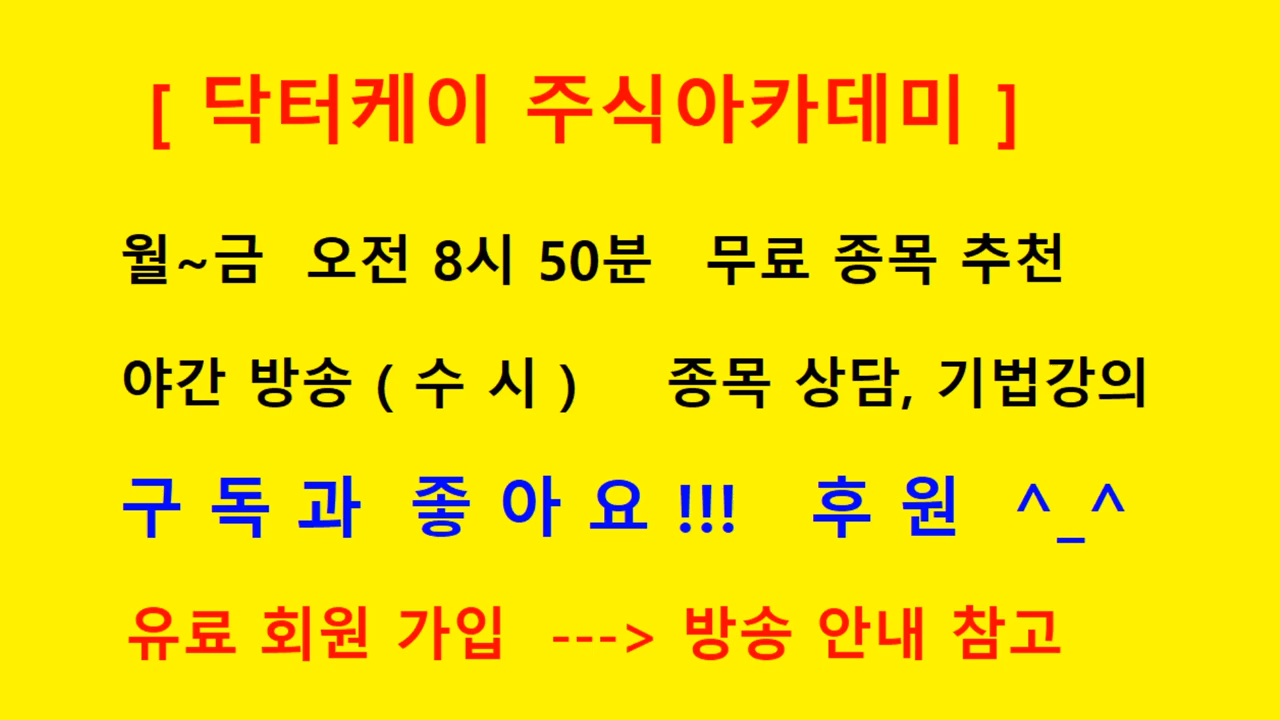 [ 닥터케이 주식아카데미 ]
월~금 오전 8시 50분 무료 종목 추천
야간 방송 ( 수 시 ) 종목 상담, 기법강의
구 독 과 좋 아 요 !!! 후 원 ^_^
유료 회원 가입 ---> 방송 안내 참고